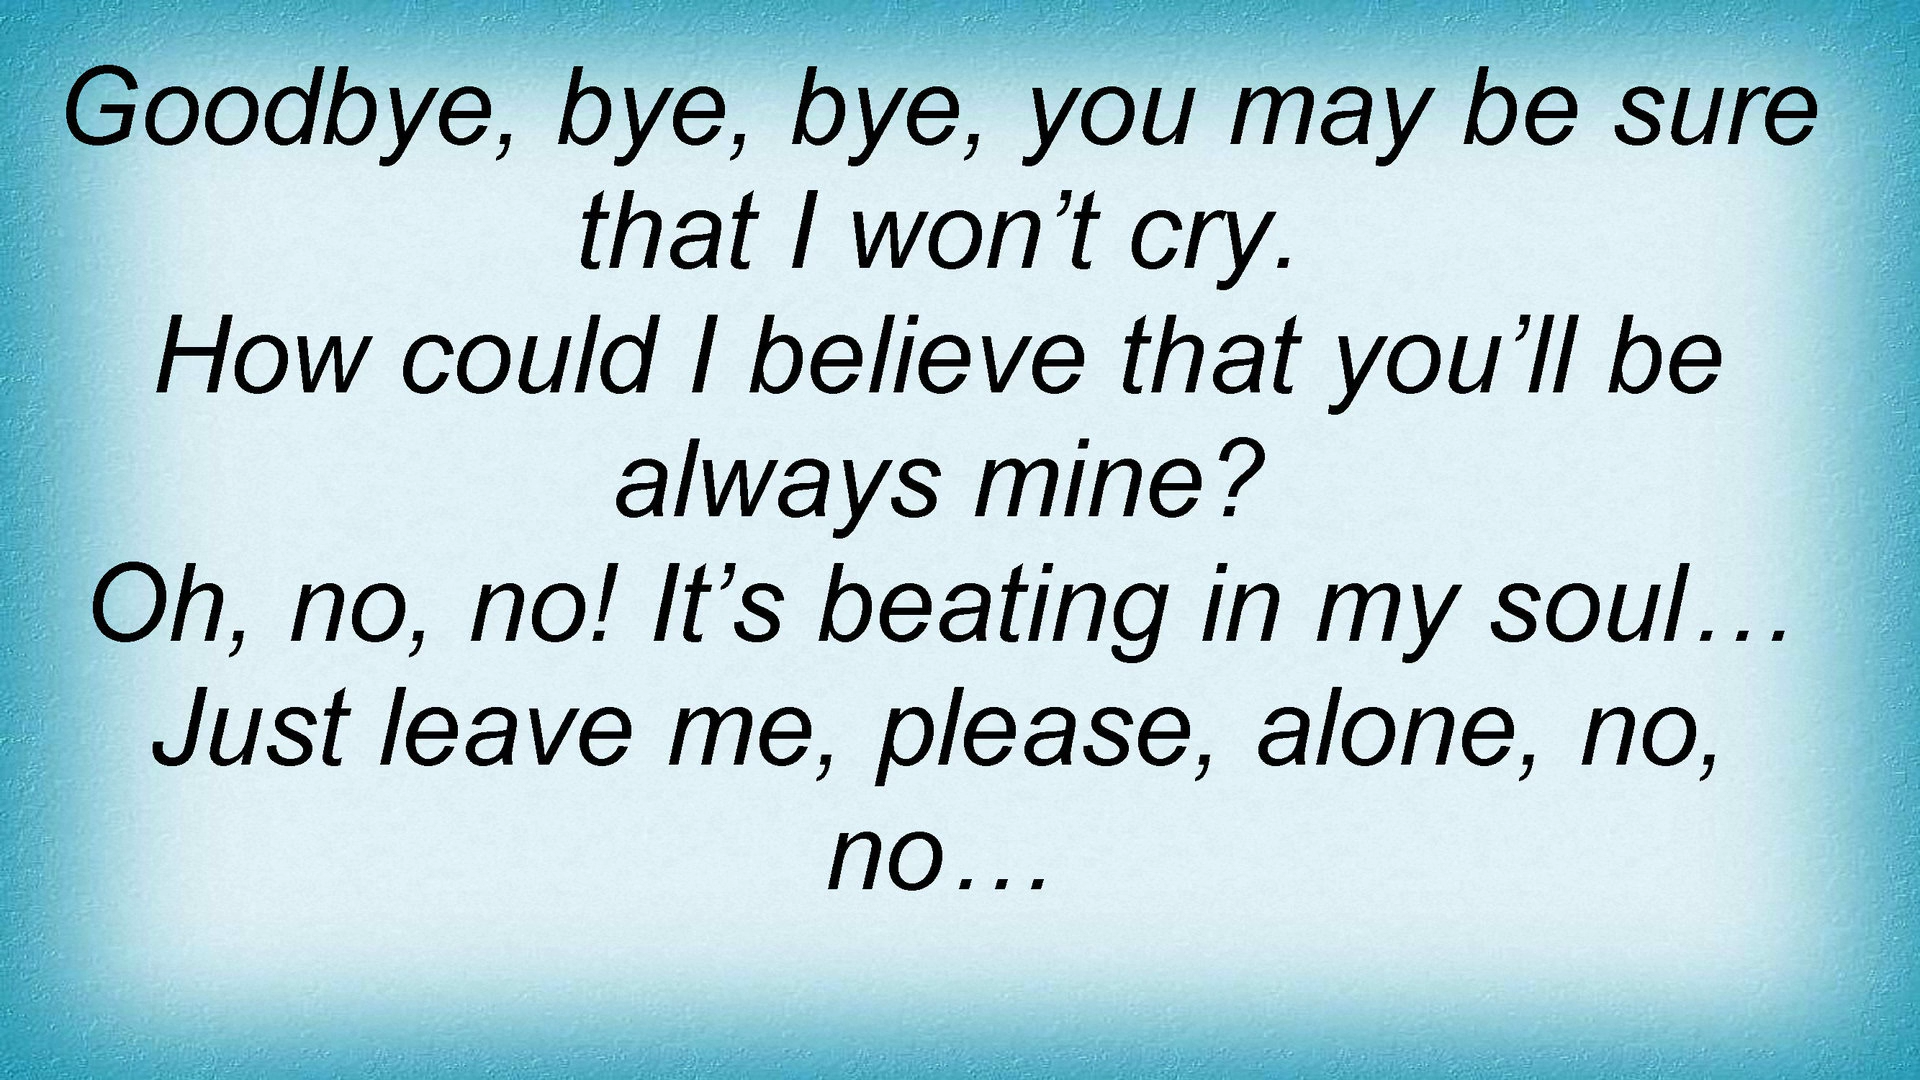 Goodbye, bye, bye, you may be sure
that I won’t cry.
How could I believe that you’ll be
always mine?
Oh, no, no! It’s beating in my soul…
Just leave me, please, alone, no,
no…